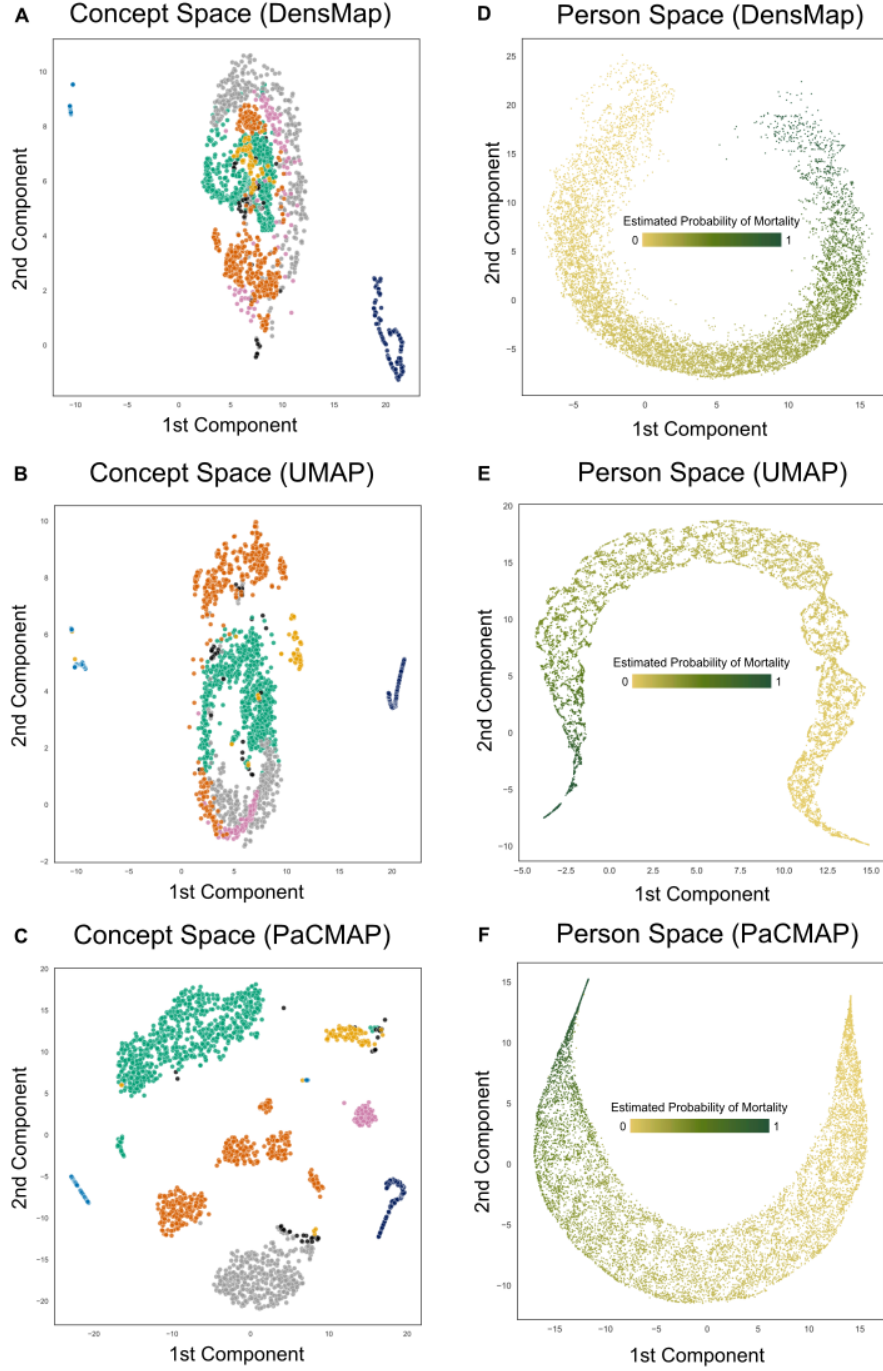 A Concept Space (DensMap)
2nd Component
10
8
6
4
2
0
−10 −5 0 5 10 15 20
1st Component
D Person Space (DensMap)
2nd Component
25
20
15
10
5
0
−5
Estimated Probability of Mortality
0 1
−5 0 5 10 15
1st Component
B Concept Space (UMAP)
2nd Component
10
8
6
4
2
0
−2
−10 −5 0 5 10 15 20
1st Component
E Person Space (UMAP)
2nd Component
20
15
10
5
0
−5
−10
Estimated Probability of Mortality
0 1
−5.0 −2.5 0.0 2.5 5.0 7.5 10.0 12.5 15.0
1st Component
C Concept Space (PaCMAP)
2nd Component
20
15
10
5
0
−5
−10
−15
−20
−20 −10 0 10 20
1st Component
F Person Space (PaCMAP)
2nd Component
15
10
5
0
−5
−10
Estimated Probability of Mortality
0 1
−15 −10 −5 0 5 10 15
1st Component